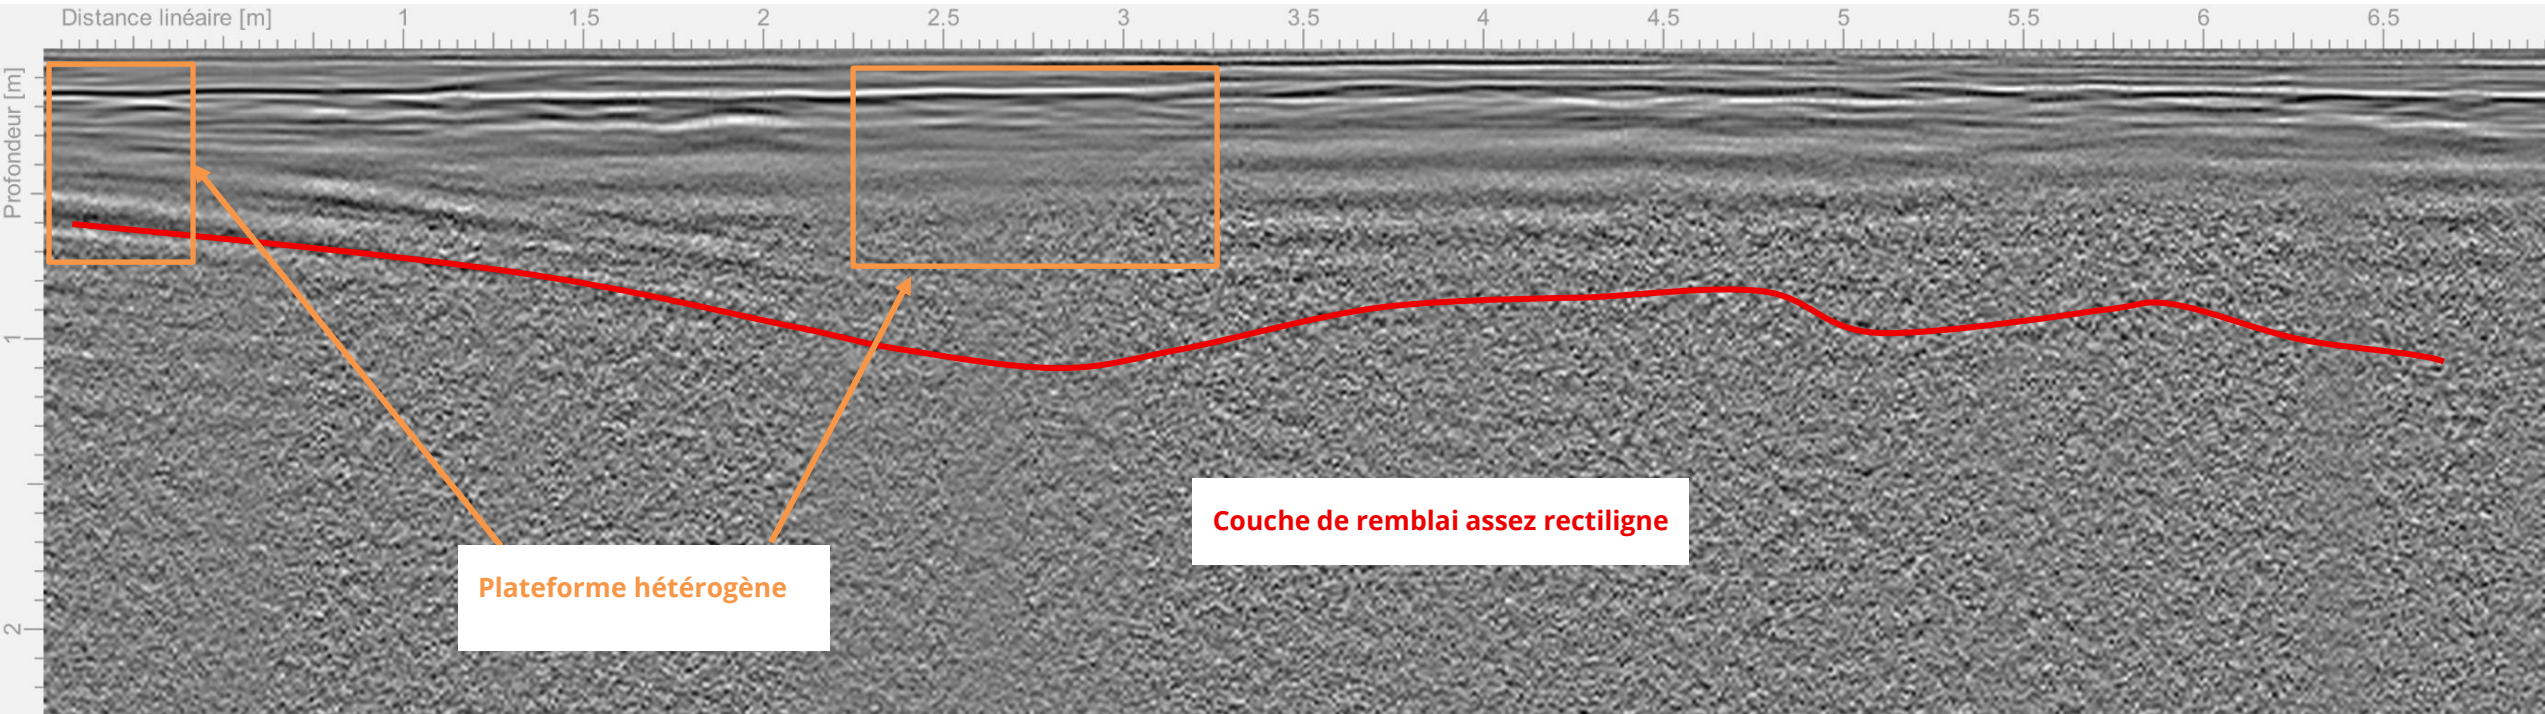 Distance linéaire [m] 1 1.5 2 2.5 3 3.5 4 4.5 5 5.5 6 6.5
Profondeur [m]
1
2
Couche de remblai assez rectiligne
Plateforme hétérogène